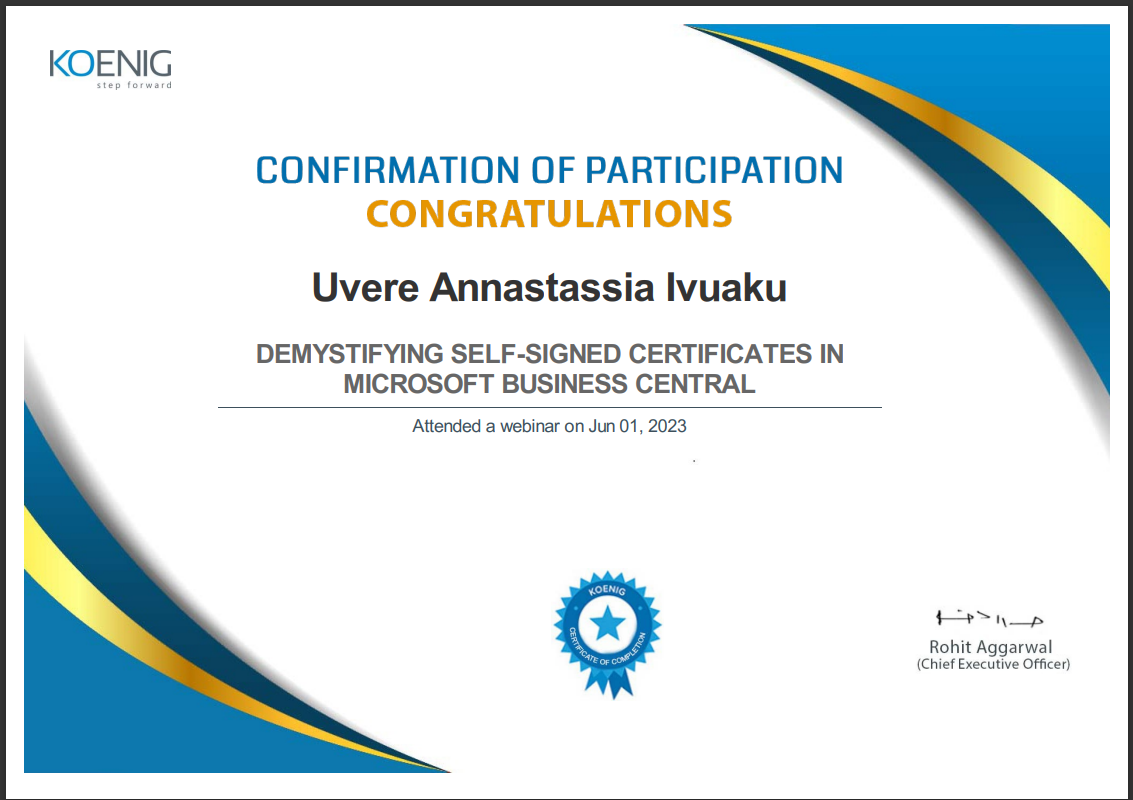 KOENIG
step forward
CONFIRMATION OF PARTICIPATION
CONGRATULATIONS
Uvere Annastassia Ivuaku
DEMYSTIFYING SELF-SIGNED CERTIFICATES IN
MICROSOFT BUSINESS CENTRAL
Attended a webinar on Jun 01, 2023
.
KOENIG
CERTIFICATE OF COMPLETION
Rohit Aggarwal
(Chief Executive Officer)